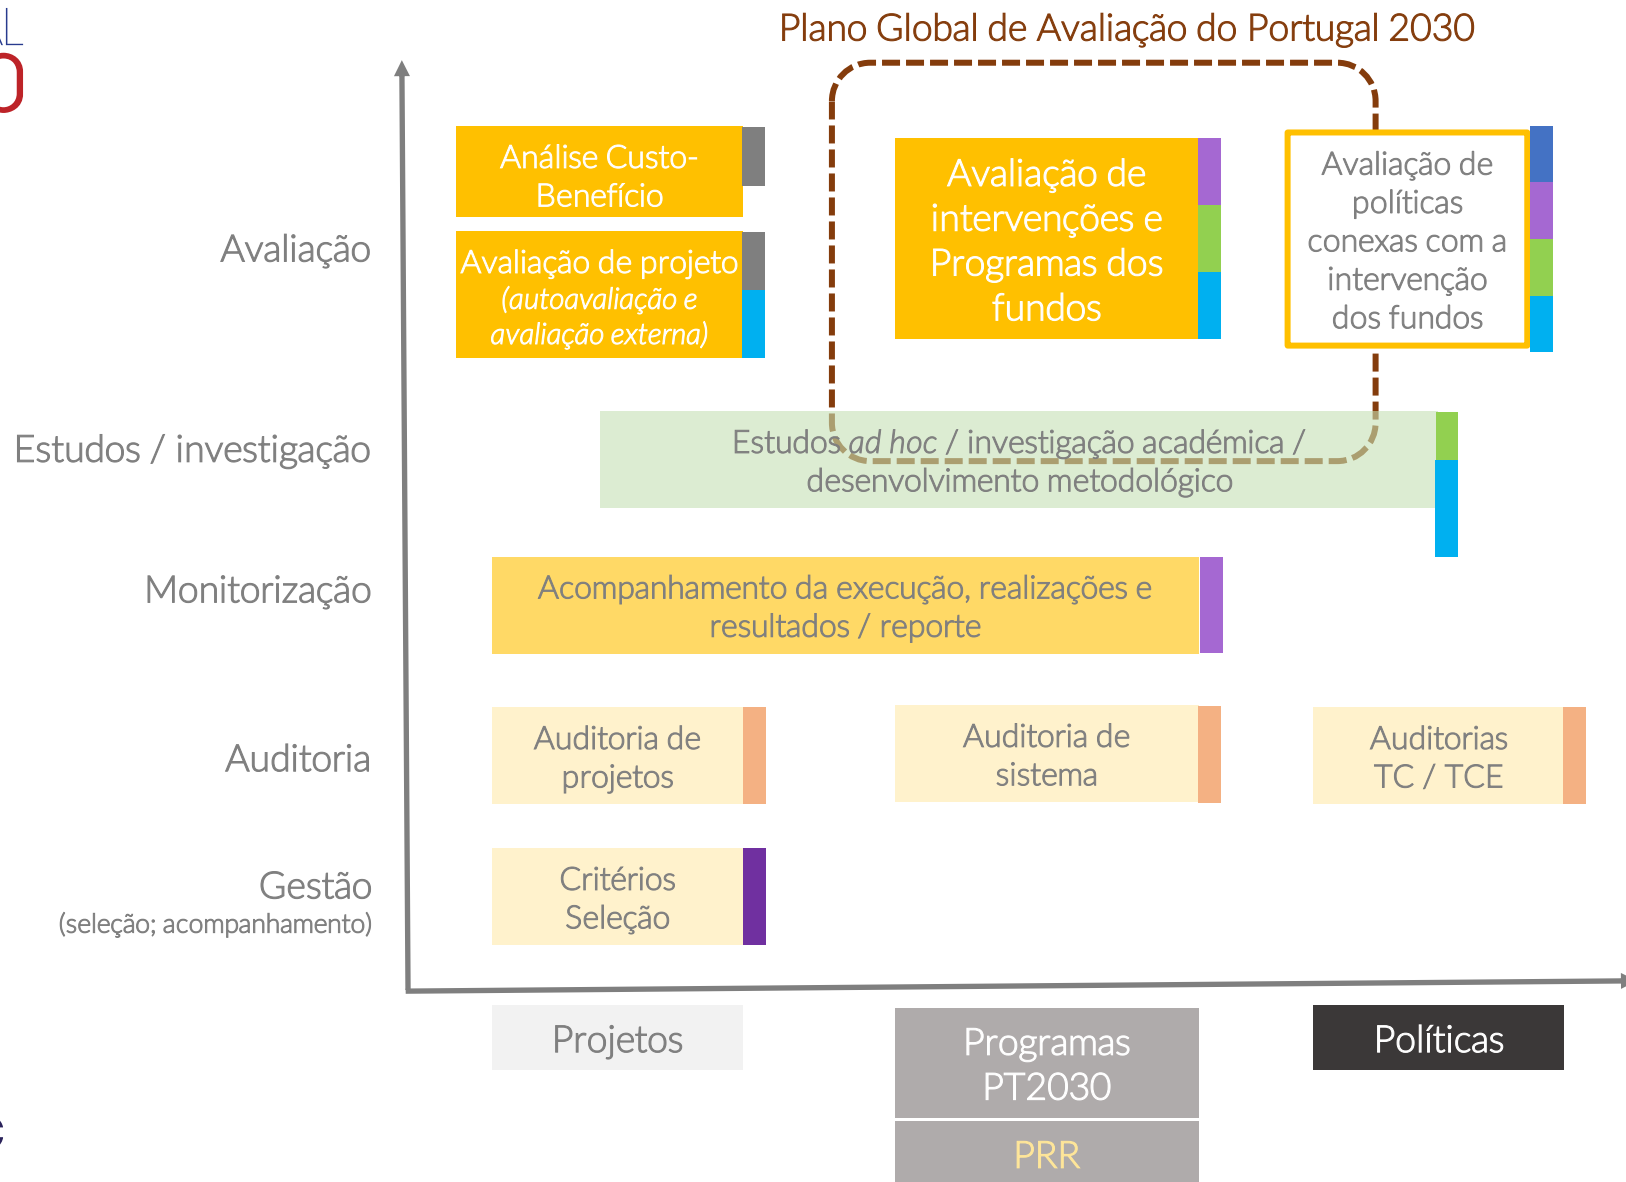 AL
0
Plano Global de Avaliação do Portugal 2030
Avaliação
Análise Custo-
Benefício
Avaliação de projeto
(autoavaliação e
avaliação externa)
Avaliação de
intervenções e
Programas dos
fundos
Avaliação de
políticas
conexas com a
intervenção
dos fundos
Estudos / investigação
Estudos ad hoc / investigação académica /
desenvolvimento metodológico
Monitorização
Acompanhamento da execução, realizações e
resultados / reporte
Auditoria
Auditoria de
projetos
Auditoria de
sistema
Auditorias
TC / TCE
Gestão
(seleção; acompanhamento)
Critérios
Seleção
Projetos
Programas
PT2030
PRR
Políticas